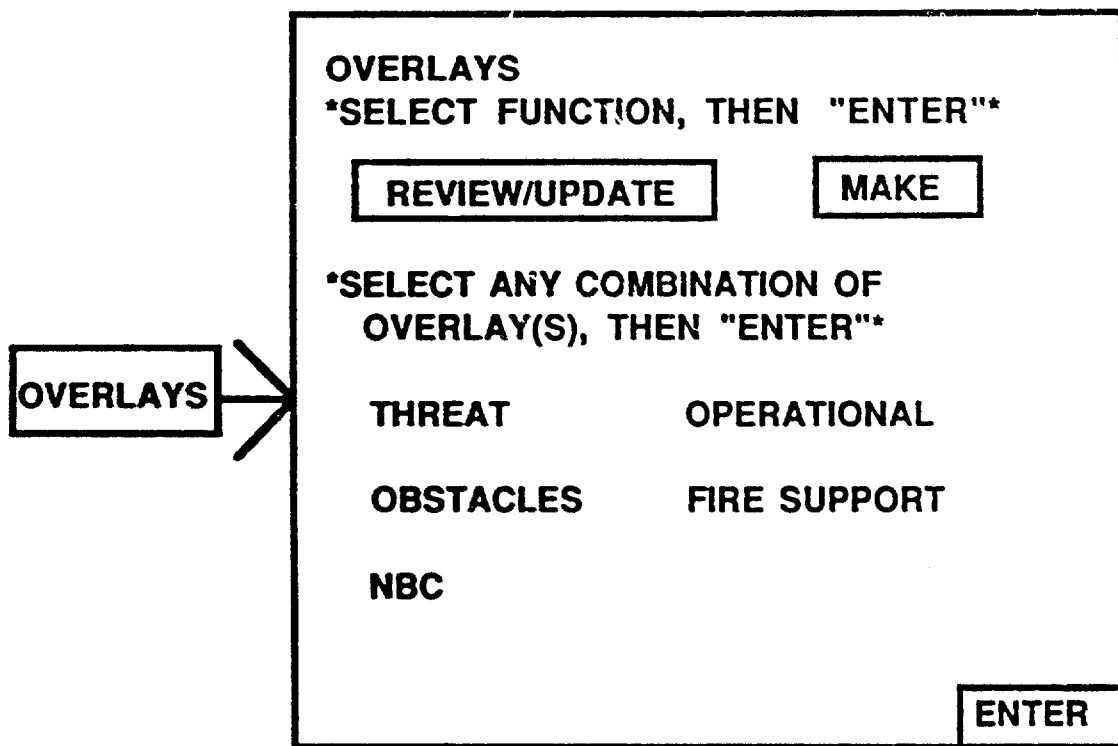 OVERLAYS
*SELECT FUNCTION, THEN "ENTER"*
REVIEW/UPDATE MAKE
*SELECT ANY COMBINATION OF
OVERLAY(S), THEN "ENTER"*
OVERLAYS
THREAT OPERATIONAL
OBSTACLES FIRE SUPPORT
NBC
ENTER